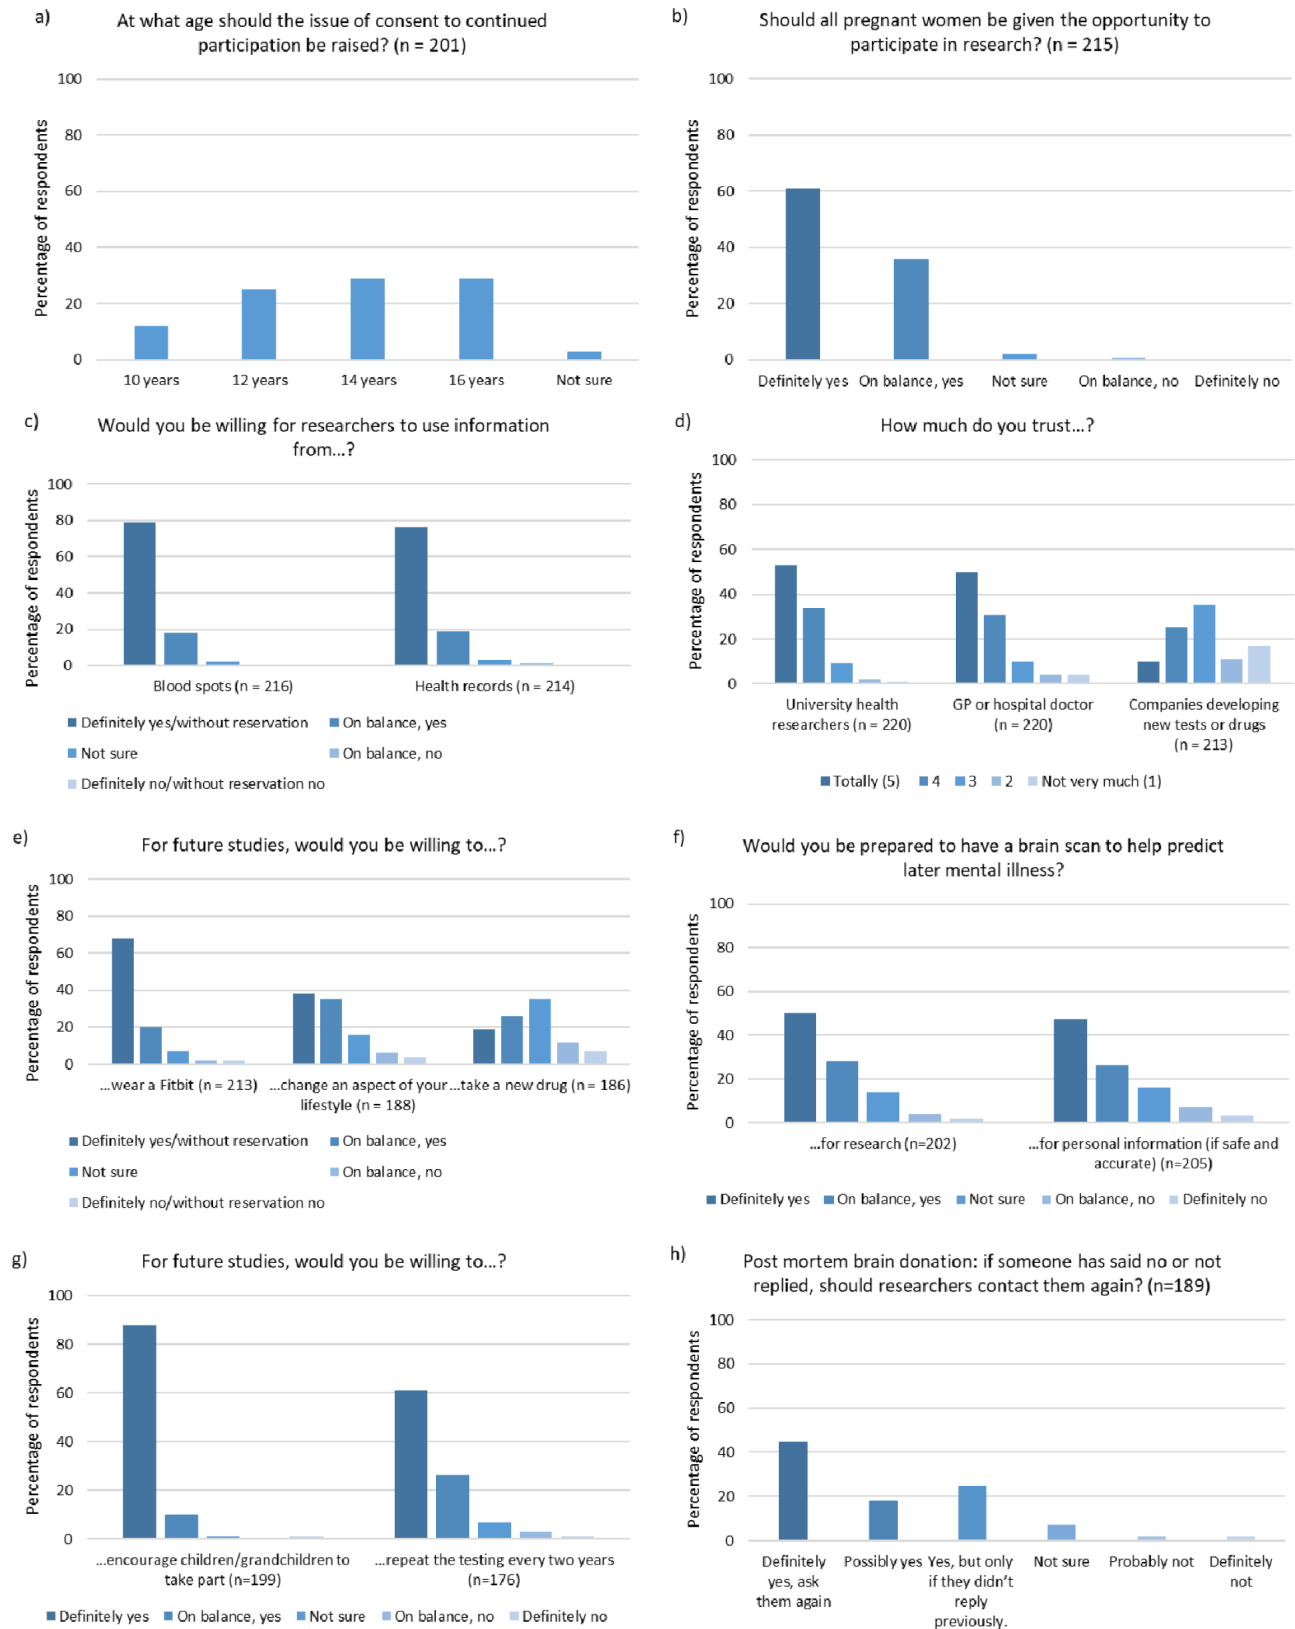 a)
At what age should the issue of consent to continued
participation be raised? (n = 201)
Percentage of respondents
100
80
60
40
20
0
10 years
12 years
14 years
16 years
Not sure
b)
Should all pregnant women be given the opportunity to
participate in research? (n = 215)
Percentage of respondents
100
80
60
40
20
0
Definitely yes
On balance, yes
Not sure
On balance, no
Definitely no
c)
Would you be willing for researchers to use information
from...?
Percentage of respondents
100
80
60
40
20
0
Blood spots (n = 216)
Health records (n = 214)
Definitely yes/without reservation
On balance, yes
Not sure
On balance, no
Definitely no/without reservation no
d)
How much do you trust...?
Percentage of respondents
100
80
60
40
20
0
University health
researchers (n = 220)
GP or hospital doctor
(n = 220)
Companies developing
new tests or drugs
(n = 213)
Totally (5)
4
3
2
Not very much (1)
e)
For future studies, would you be willing to...?
Percentage of respondents
100
80
60
40
20
0
...wear a Fitbit (n = 213)
...change an aspect of your
lifestyle (n = 188)
...take a new drug (n = 186)
Definitely yes/without reservation
On balance, yes
Not sure
On balance, no
Definitely no/without reservation no
f)
Would you be prepared to have a brain scan to help predict
later mental illness?
Percentage of respondents
100
80
60
40
20
0
...for research (n=202)
...for personal information (if safe and
accurate) (n=205)
Definitely yes
On balance, yes
Not sure
On balance, no
Definitely no
g)
For future studies, would you be willing to...?
Percentage of respondents
100
80
60
40
20
0
...encourage children/grandchildren to
take part (n=199)
...repeat the testing every two years
(n=176)
Definitely yes
On balance, yes
Not sure
On balance, no
Definitely no
h)
Post mortem brain donation: if someone has said no or not
replied, should researchers contact them again? (n=189)
Percentage of respondents
100
80
60
40
20
0
Definitely
yes, ask
them again
Possibly yes
Yes, but only
if they didn't
reply
previously.
Not sure
Probably not
Definitely
not